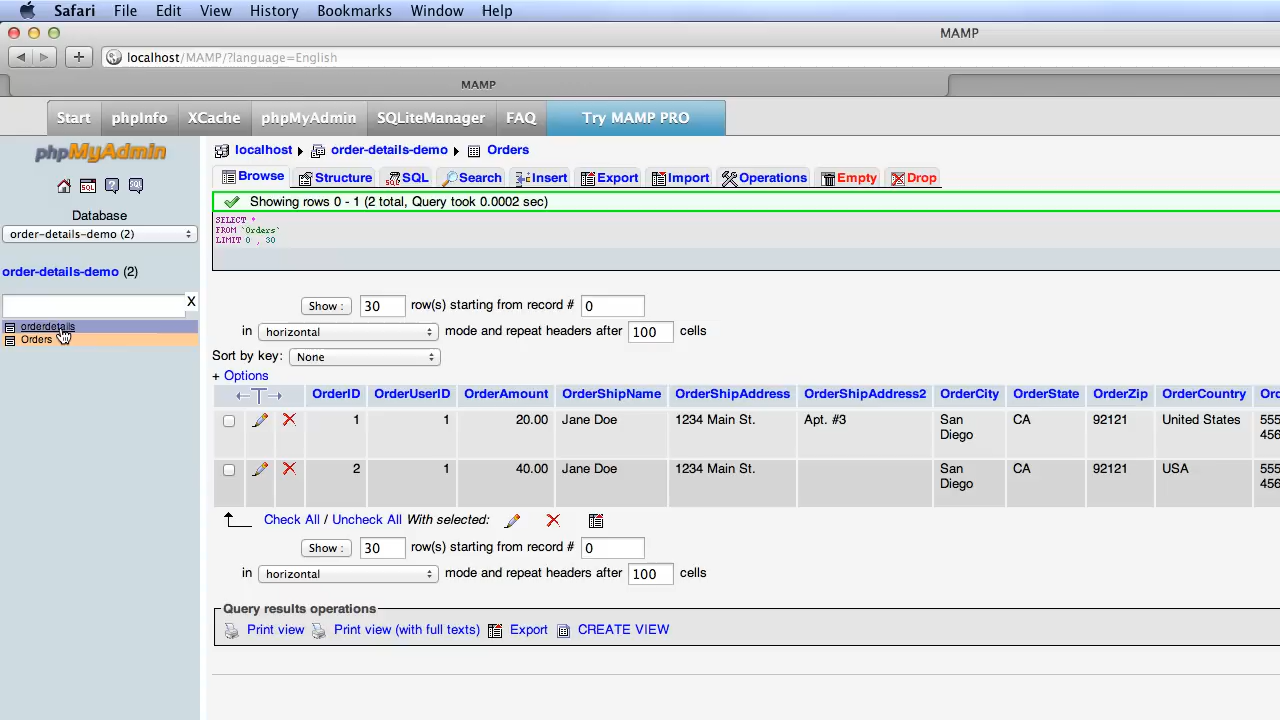 Safari File Edit View History Bookmarks Window Help
MAMP
localhost/MAMP/?language=English
MAMP
Start phpInfo XCache phpMyAdmin SQLiteManager FAQ Try MAMP PRO
phpMyAdmin
localhost order-details-demo Orders
Browse Structure SQL Search Insert Export Import Operations Empty Drop
SQL
Database
order-details-demo (2)
order-details-demo (2)
X
orderdetails
Orders
Showing rows 0 - 1 (2 total, Query took 0.0002 sec)
SELECT *
FROM `Orders`
LIMIT 0 , 30
Show : 30 row(s) starting from record # 0
in horizontal mode and repeat headers after 100 cells
Sort by key: None
+ Options
OrderID OrderUserID OrderAmount OrderShipName OrderShipAddress OrderShipAddress2 OrderCity OrderState OrderZip OrderCountry
1 1 20.00 Jane Doe 1234 Main St. Apt. #3 San Diego CA 92121 United States
2 1 40.00 Jane Doe 1234 Main St. San Diego CA 92121 USA
Check All / Uncheck All With selected:
Show : 30 row(s) starting from record # 0
in horizontal mode and repeat headers after 100 cells
Query results operations
Print view Print view (with full texts) Export CREATE VIEW